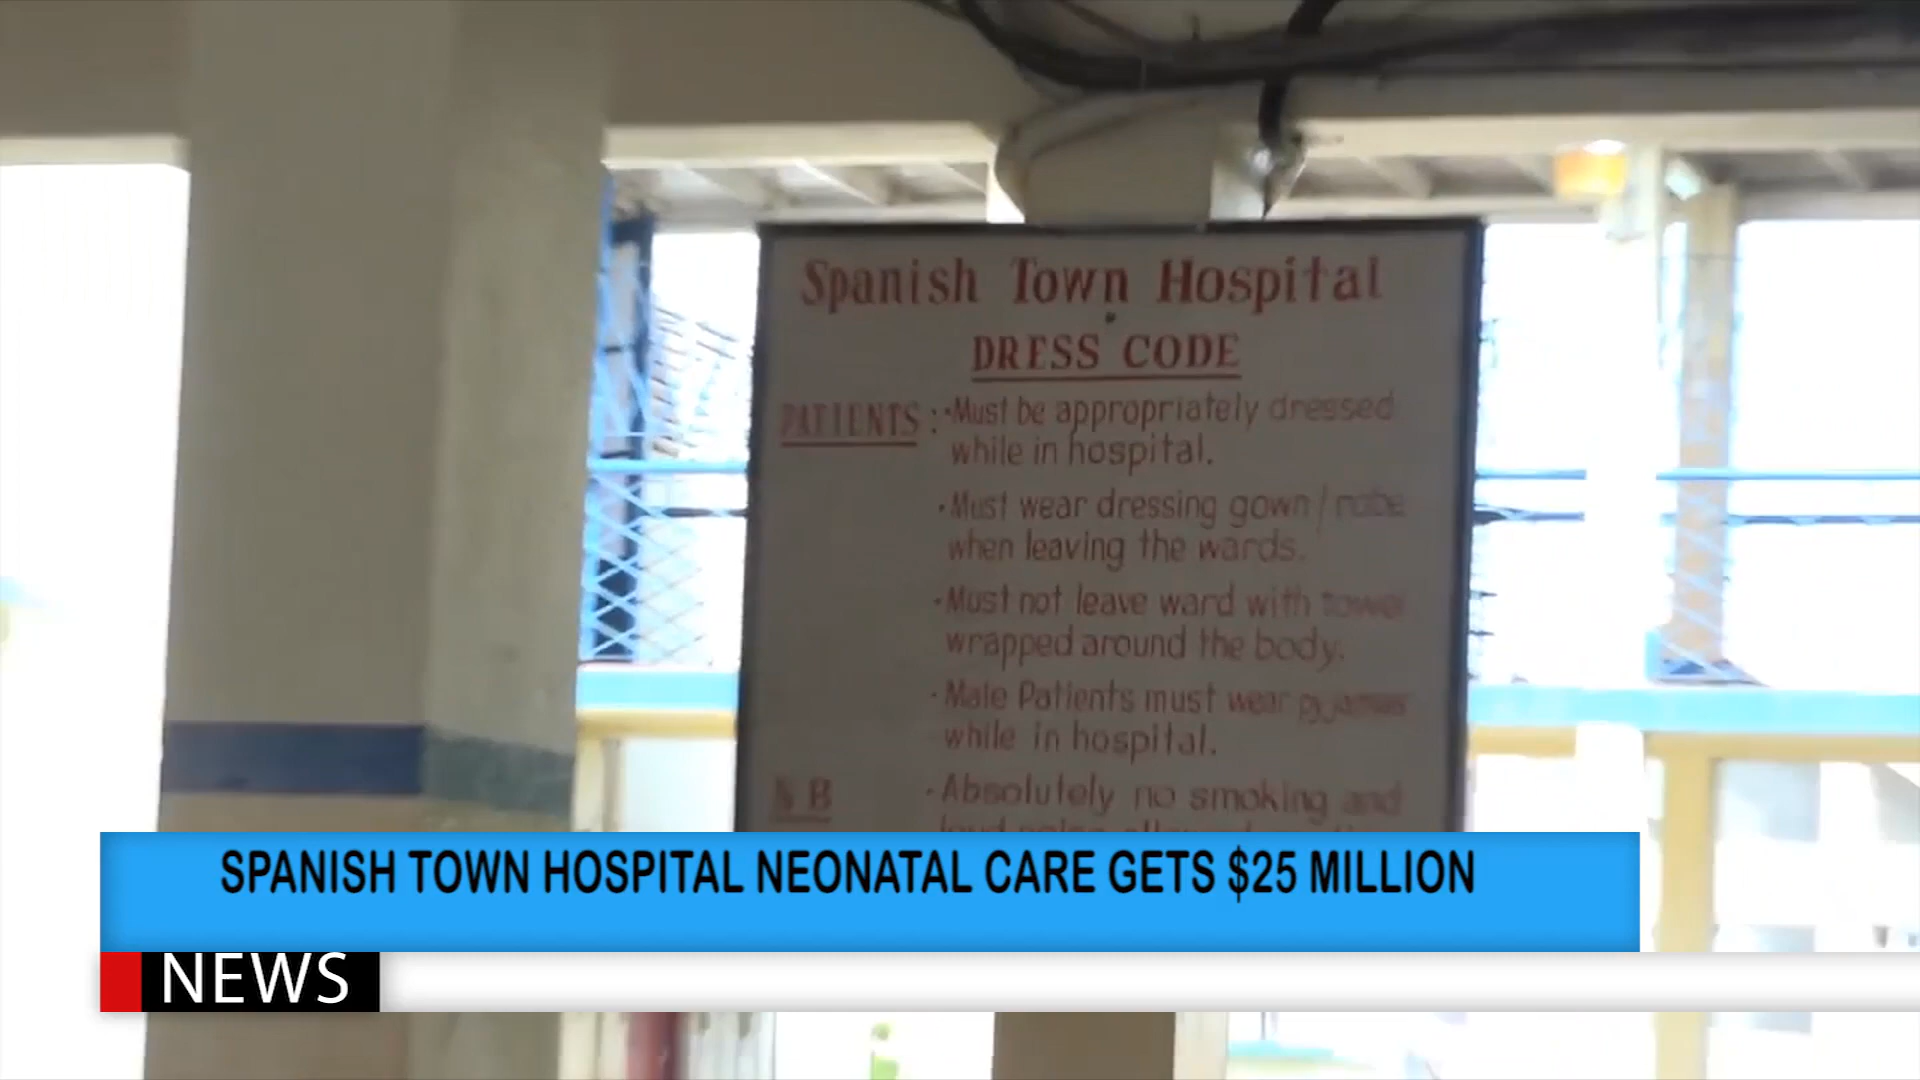 Spanish Town Hospital
DRESS CODE
PATIENTS : • Must be appropriately dressed
while in hospital.
• Must wear dressing gown / robe
when leaving the wards.
• Must not leave ward with towel
wrapped around the body.
• Male Patients must wear pyjamas
while in hospital.
N B • Absolutely no smoking and
SPANISH TOWN HOSPITAL NEONATAL CARE GETS $25 MILLION
NEWS